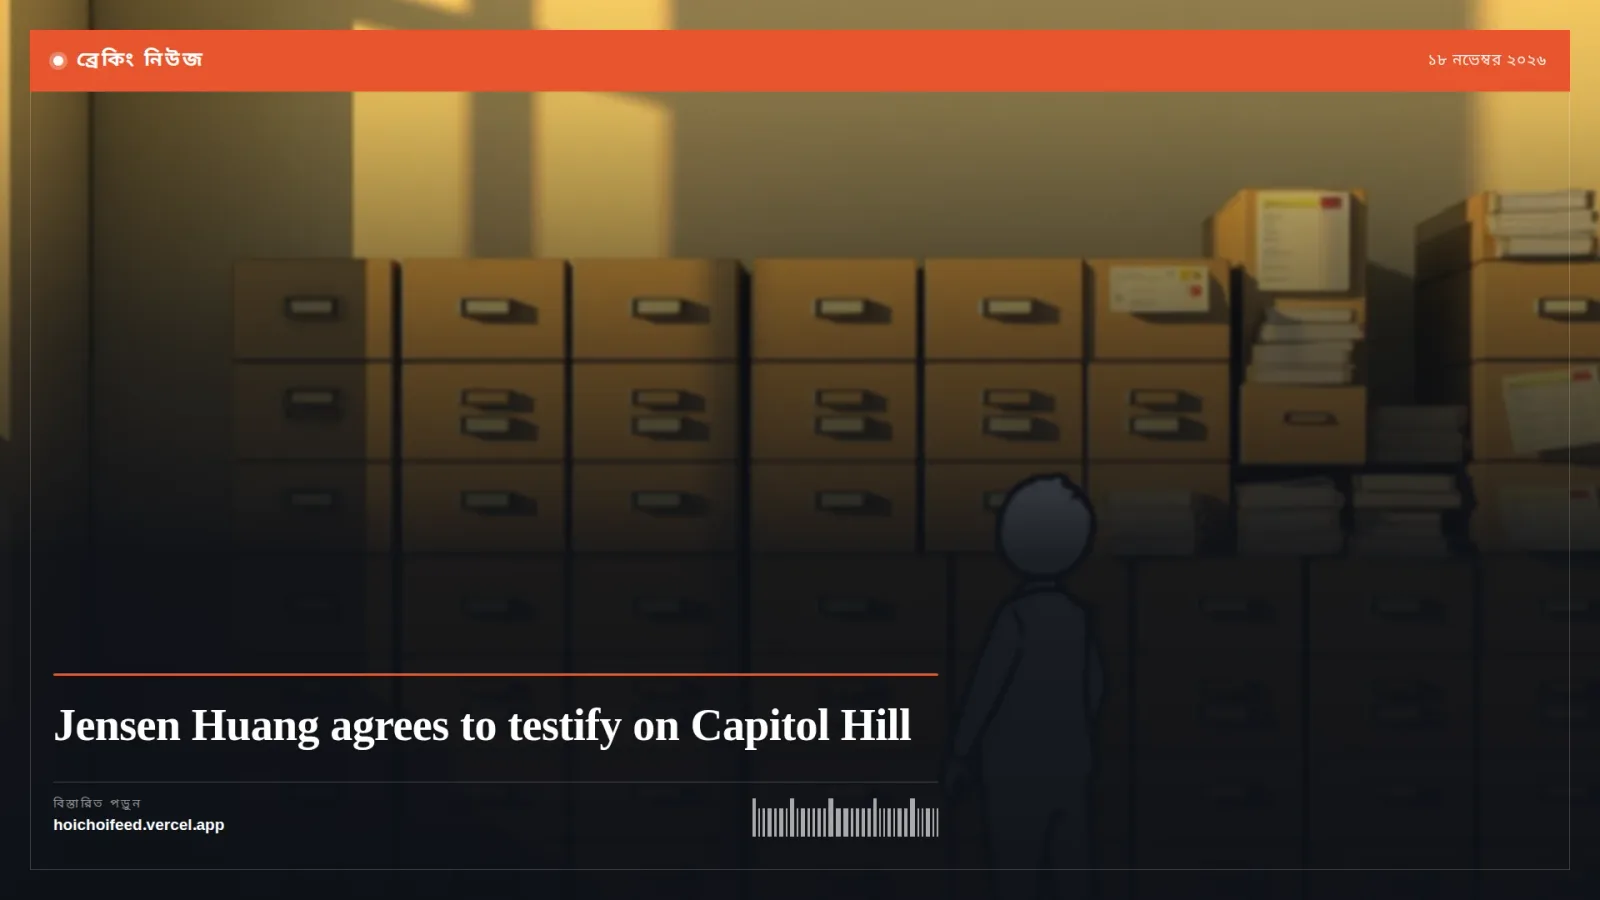 ব্রেকিং নিউজ
১৮ নভেম্বর ২০২৬
Jensen Huang agrees to testify on Capitol Hill
বিস্তারিত পড়ুন
hoichoifeed.vercel.app